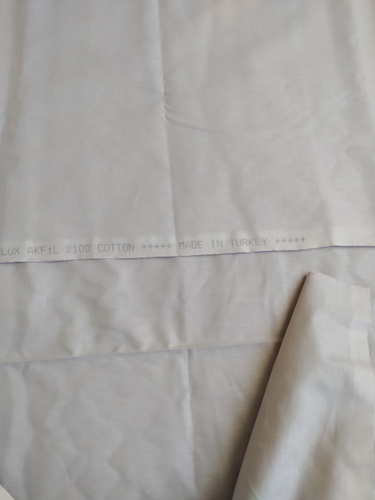 LUX AKFİL %100 COTTON ***** MADE IN TURKEY *****